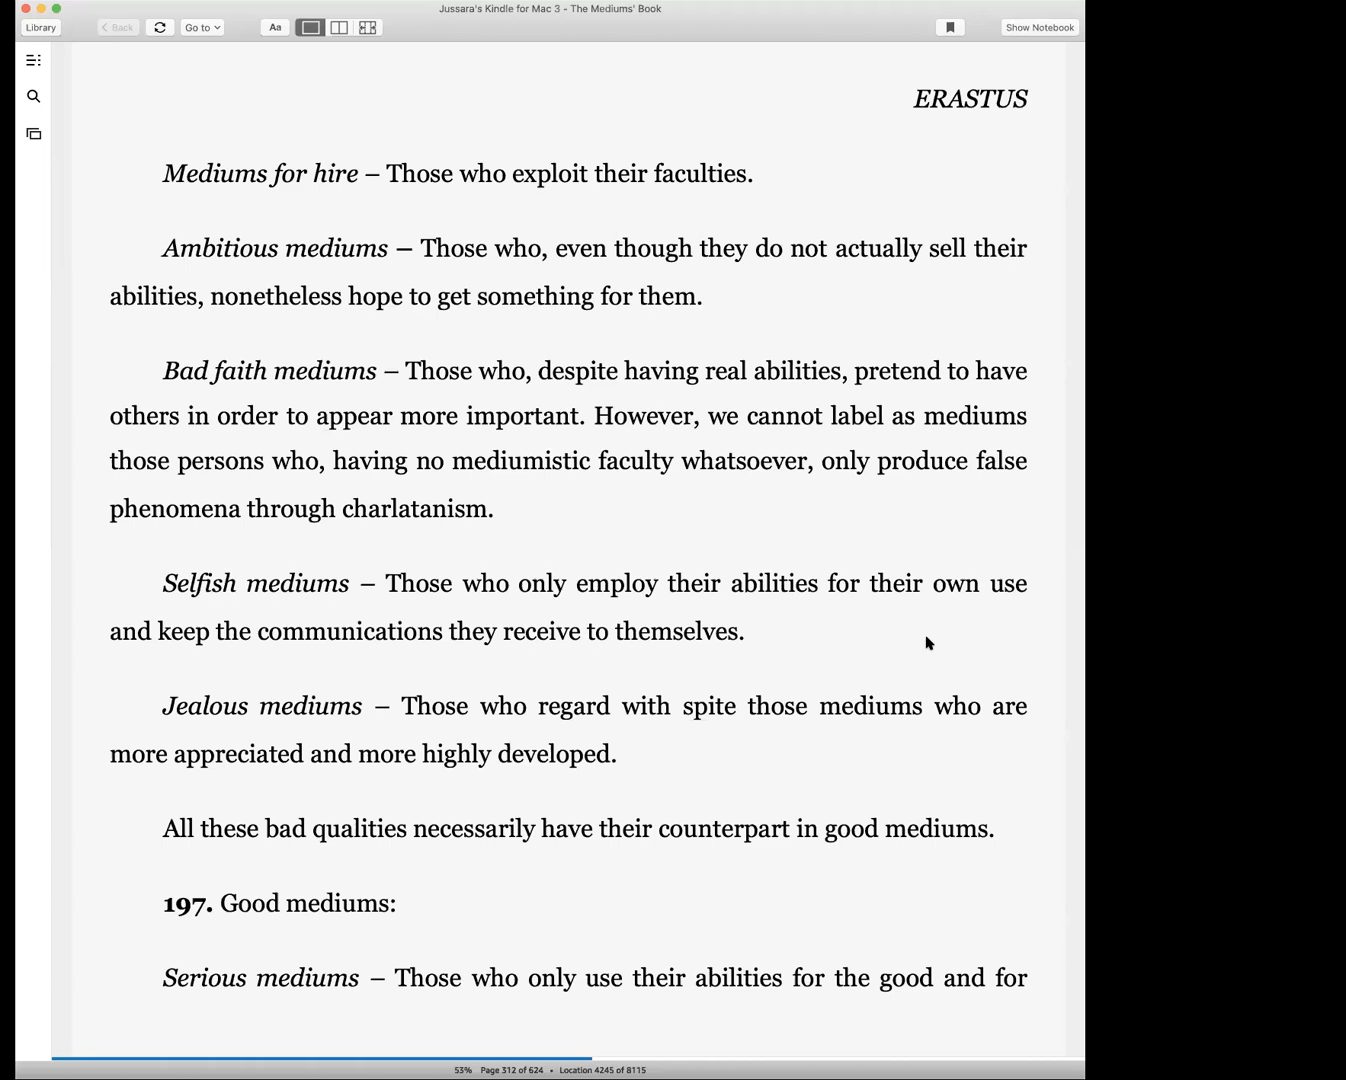 Jussara's Kindle for Mac 3 - The Mediums' Book
Library
Back
Go to
Aa
Show Notebook
ERASTUS
Mediums for hire – Those who exploit their faculties.
Ambitious mediums – Those who, even though they do not actually sell their
abilities, nonetheless hope to get something for them.
Bad faith mediums – Those who, despite having real abilities, pretend to have
others in order to appear more important. However, we cannot label as mediums
those persons who, having no mediumistic faculty whatsoever, only produce false
phenomena through charlatanism.
Selfish mediums – Those who only employ their abilities for their own use
and keep the communications they receive to themselves.
Jealous mediums – Those who regard with spite those mediums who are
more appreciated and more highly developed.
All these bad qualities necessarily have their counterpart in good mediums.
197. Good mediums:
Serious mediums – Those who only use their abilities for the good and for
53% Page 312 of 624 • Location 4245 of 8115